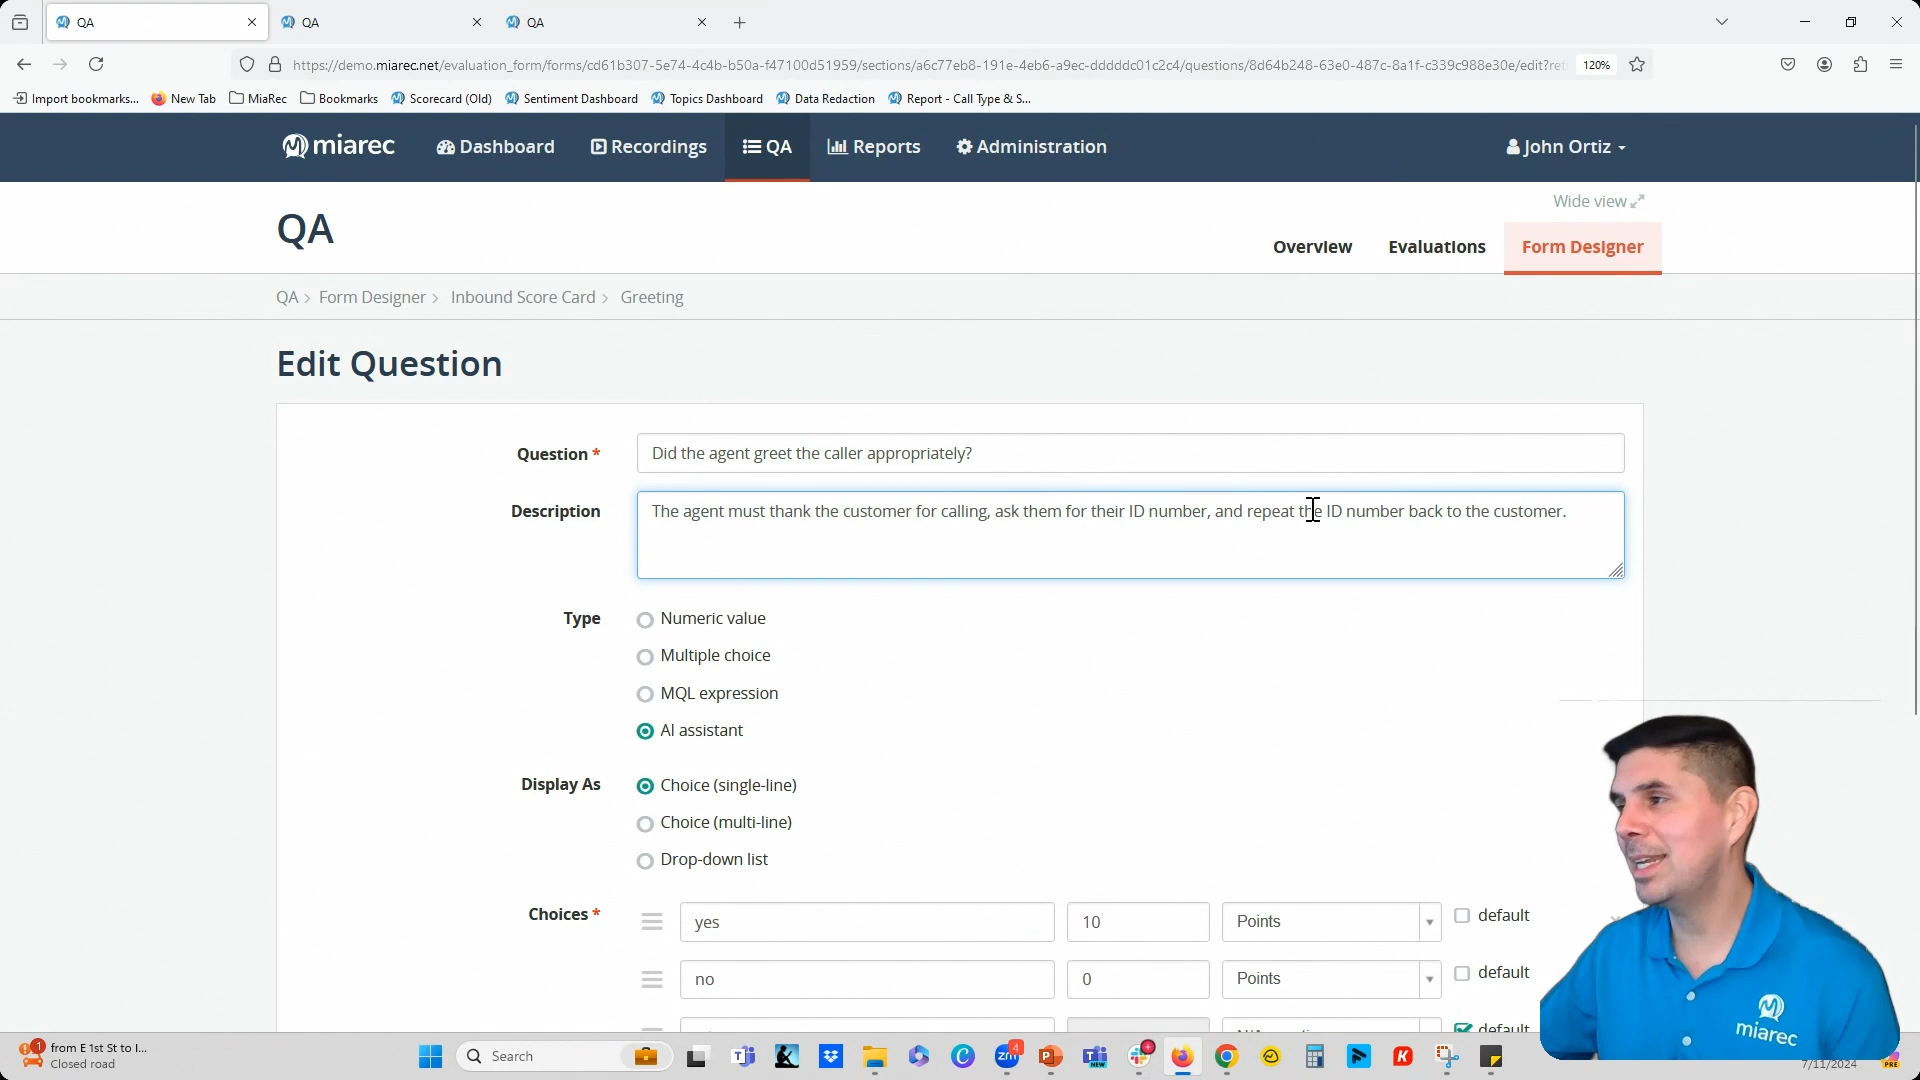 QA
QA
QA
https://demo.miarec.net/evaluation_form/forms/cd61b307-5e74-4c4b-b50a-f47100d51959/sections/a6c77eb8-191e-4eb6-a9ec-dddddc01c2c4/questions/8d64b248-63e0-487c-8a1f-c339c988e30e/edit?ret
120%
Import bookmarks... New Tab MiaRec Bookmarks Scorecard (Old) Sentiment Dashboard Topics Dashboard Data Redaction Report - Call Type & S...
miarec Dashboard Recordings QA Reports Administration John Ortiz
Wide view
QA
Overview Evaluations Form Designer
QA > Form Designer > Inbound Score Card > Greeting
Edit Question
Question * Did the agent greet the caller appropriately?
Description The agent must thank the customer for calling, ask them for their ID number, and repeat the ID number back to the customer.
Type Numeric value
Multiple choice
MQL expression
AI assistant
Display As Choice (single-line)
Choice (multi-line)
Drop-down list
Choices * yes 10 Points default
no 0 Points default
default
miarec
1 from E 1st St to I...
Closed road
Search
4
NEW
7/11/2024
PRE